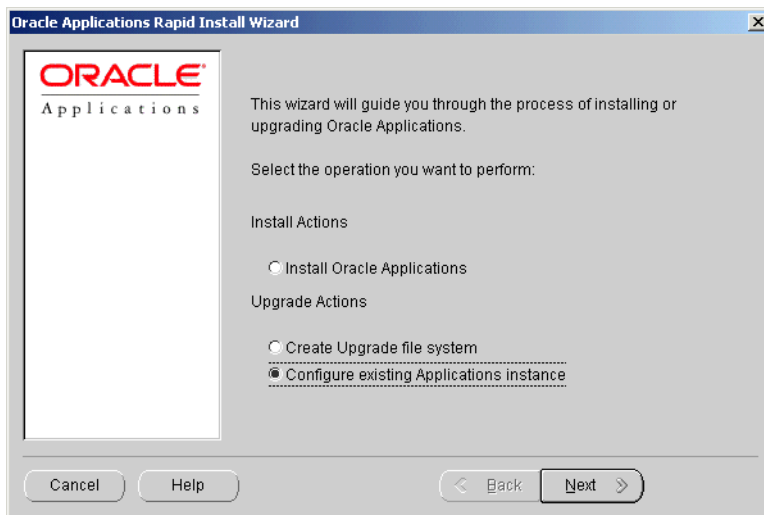 Oracle Applications Rapid Install Wizard
ORACLE
Applications
This wizard will guide you through the process of installing or
upgrading Oracle Applications.
Select the operation you want to perform:
Install Actions
Install Oracle Applications
Upgrade Actions
Create Upgrade file system
Configure existing Applications instance
Cancel
Help
Back
Next